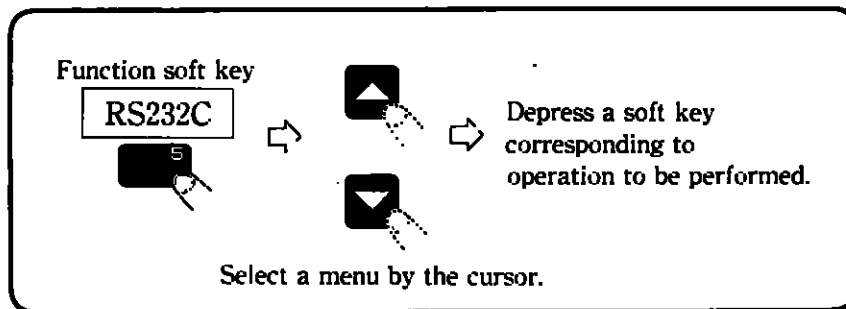 Function soft key
RS232C
5
Depress a soft key
corresponding to
operation to be performed.
Select a menu by the cursor.